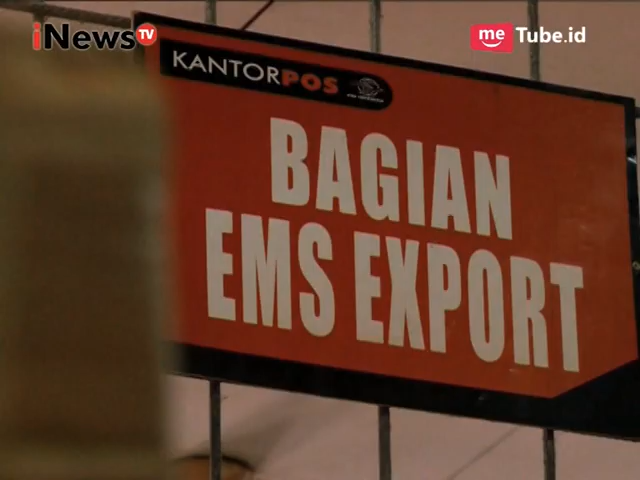 iNews TV
me Tube.id
KANTORPOS
BAGIAN
EMS EXPORT